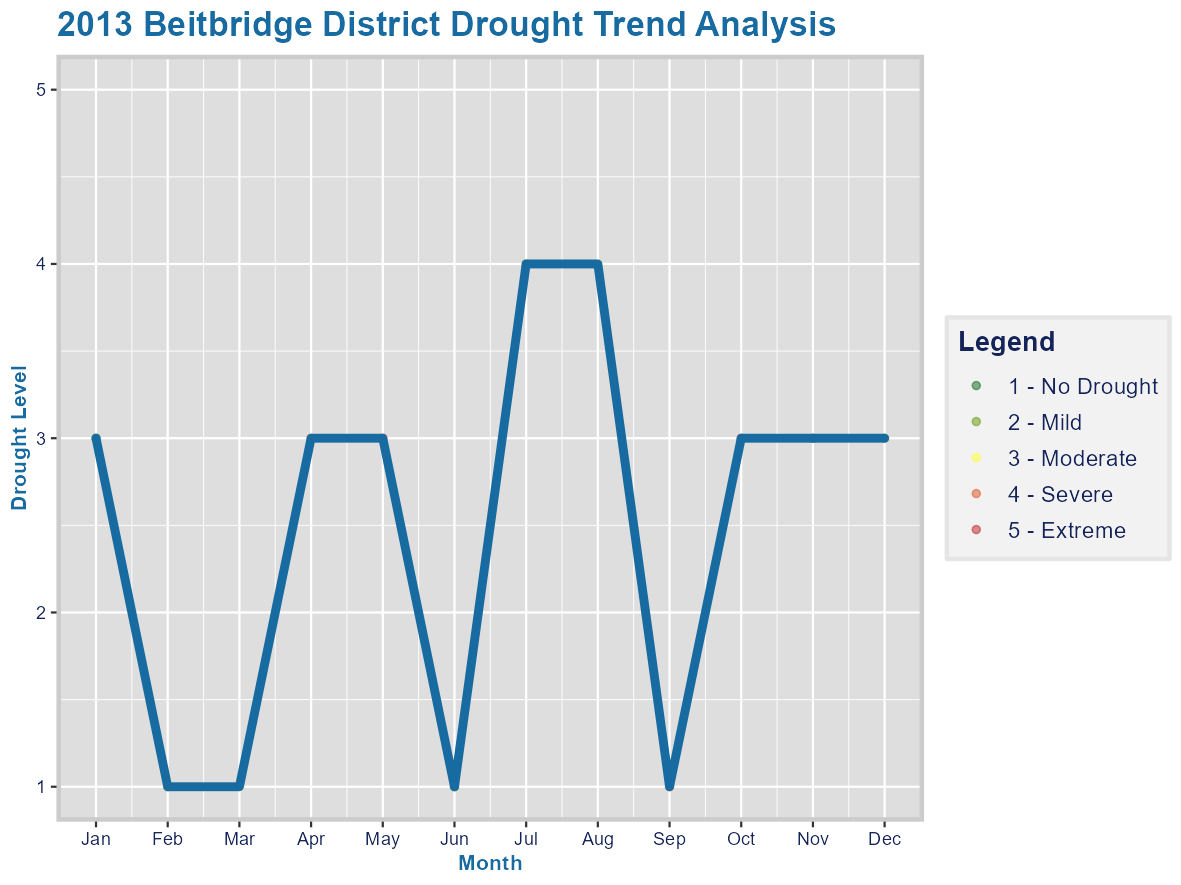 2013 Beitbridge District Drought Trend Analysis
5
4
3
2
1
Drought Level
Jan Feb Mar Apr May Jun Jul Aug Sep Oct Nov Dec
Month
Legend
1 - No Drought
2 - Mild
3 - Moderate
4 - Severe
5 - Extreme